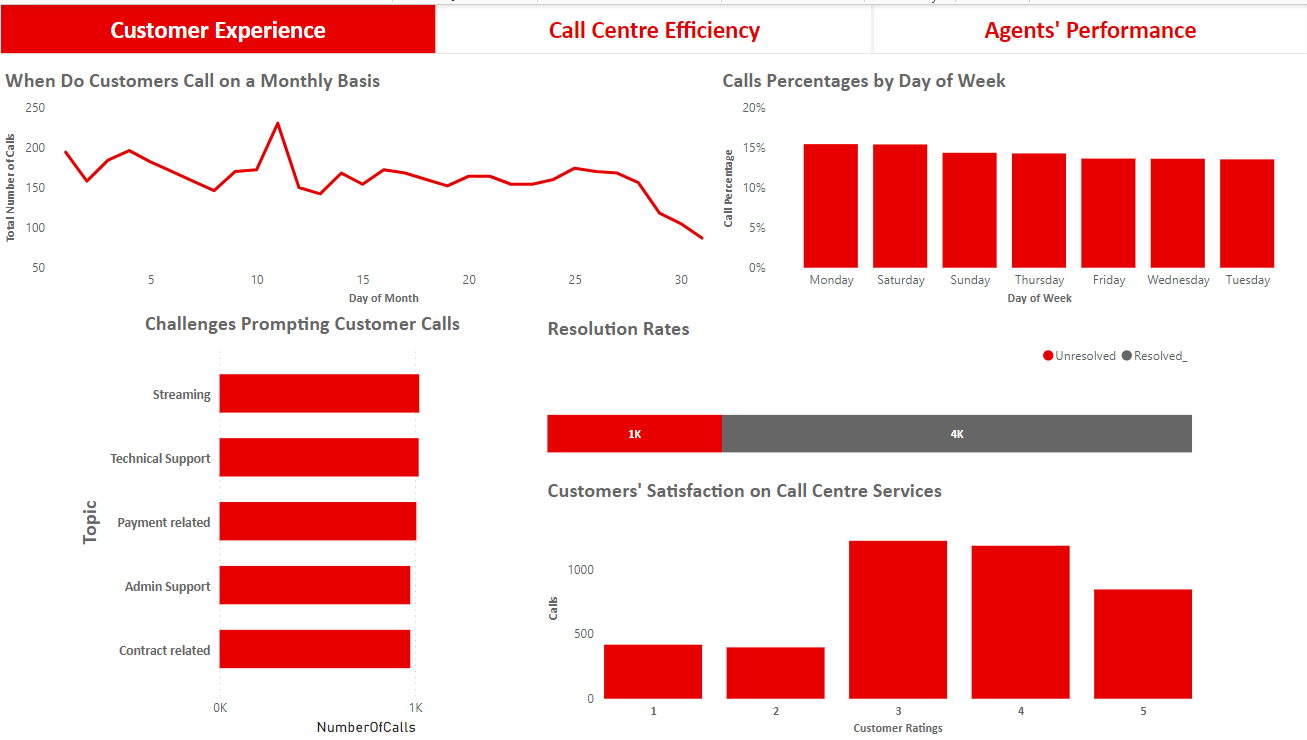 Customer Experience
Call Centre Efficiency
Agents' Performance
When Do Customers Call on a Monthly Basis
250
200
150
100
50
Total Number of Calls
5
10
15
20
25
30
Day of Month
Calls Percentages by Day of Week
20%
15%
10%
5%
0%
Call Percentage
Monday
Saturday
Sunday
Thursday
Friday
Wednesday
Tuesday
Day of Week
Challenges Prompting Customer Calls
Topic
Streaming
Technical Support
Payment related
Admin Support
Contract related
0K
1K
NumberOfCalls
Resolution Rates
Unresolved
Resolved_
1K
4K
Customers' Satisfaction on Call Centre Services
1000
500
0
Calls
1
2
3
4
5
Customer Ratings